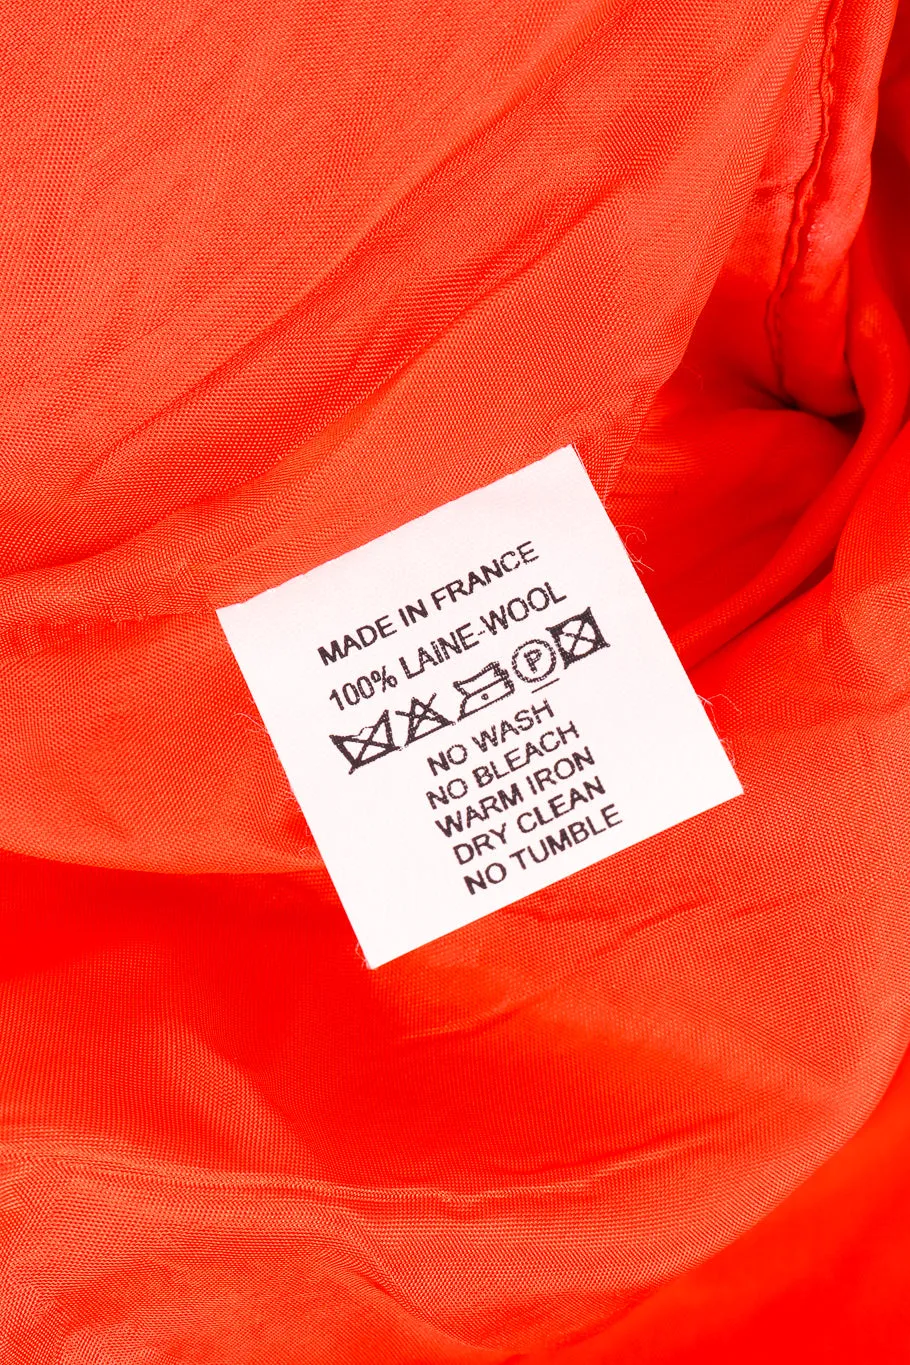 MADE IN FRANCE
100% LAiNE-WOOL
P
NO WASH
NO BLEACH
WARM IRON
DRY CLEAN
NO TUMBLE